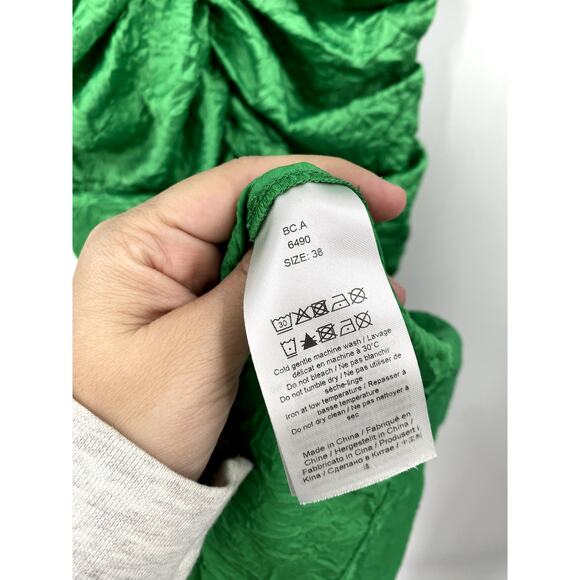 BC.A
6490
SIZE: 38
30
Cold gentle machine wash / Lavage
délicat en machine à 30°C
Do not bleach / Ne pas blanchir
Do not tumble dry / Ne pas utiliser de
sèche-linge
Iron at low temperature / Repasser à
basse température
Do not dry clean / Ne pas nettoyer à
sec
Made in China / Fabriqué en
Chine / Hergestellt in China /
Fabbricato in Cina / Produsert i
Kina / Сделано в Китае / 中国制
造